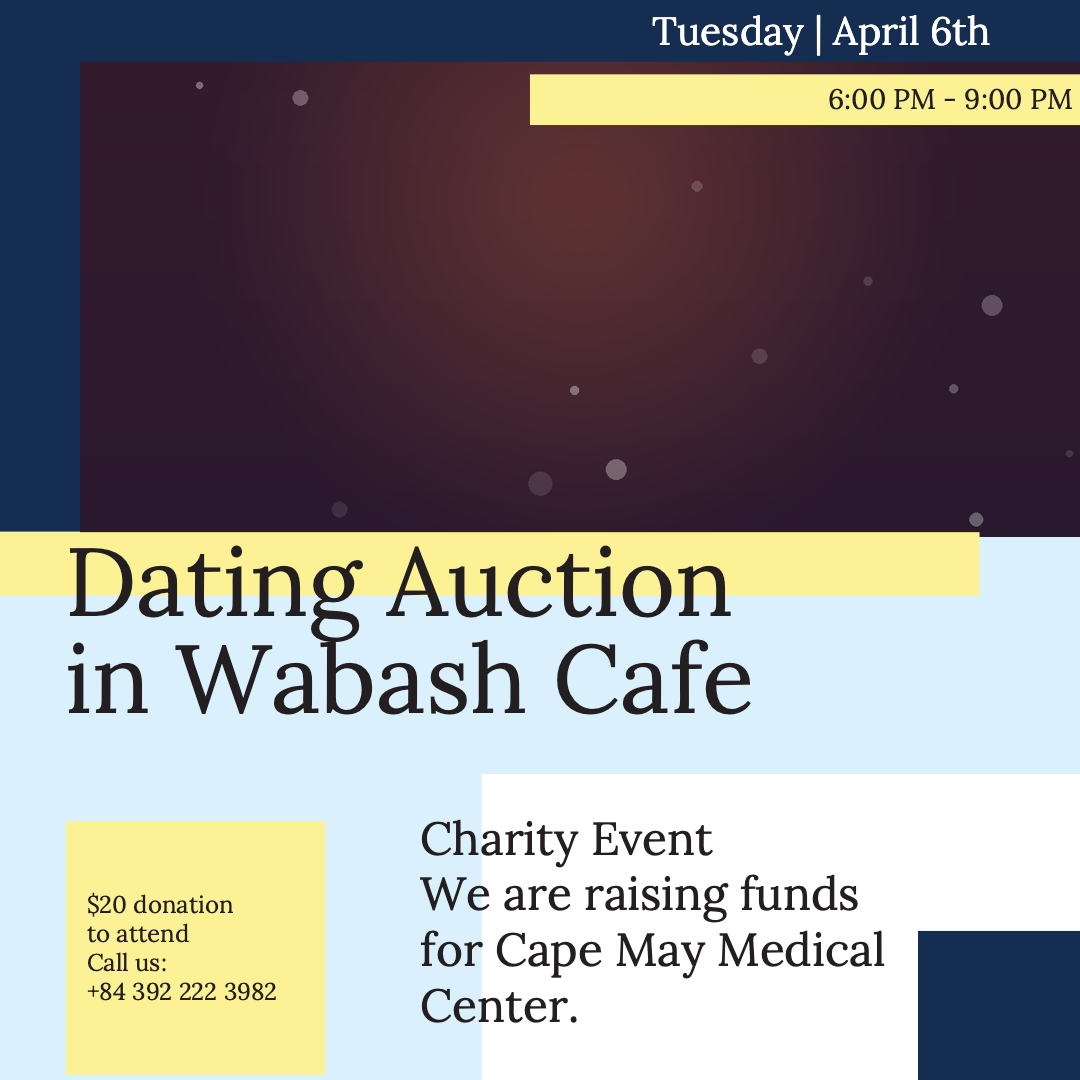 Tuesday | April 6th
6:00 PM - 9:00 PM
Dating Auction
in Wabash Cafe
Charity Event
We are raising funds
for Cape May Medical
Center.
$20 donation
to attend
Call us:
+84 392 222 3982